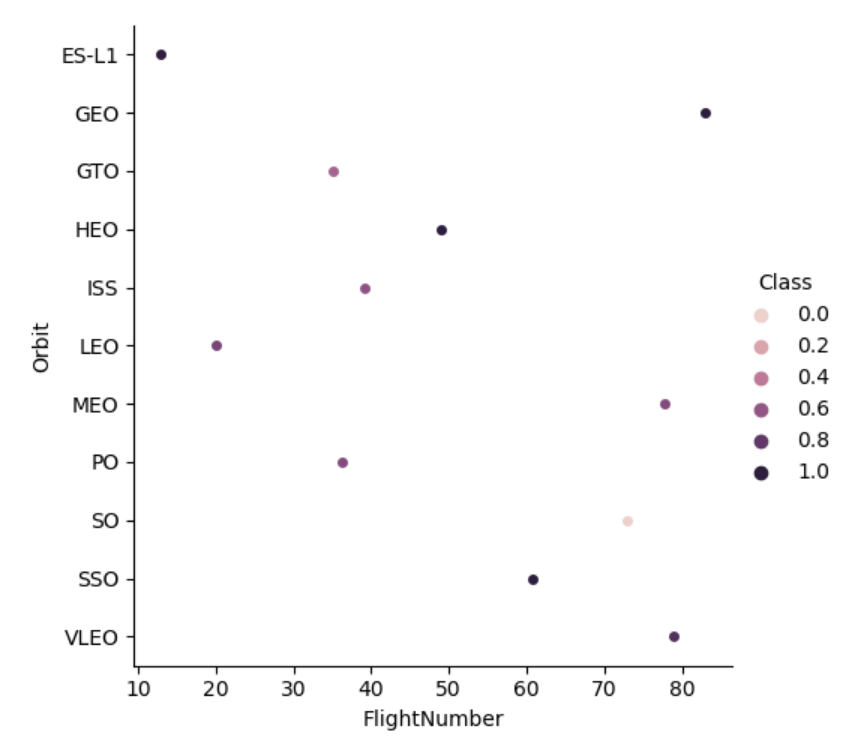 ES-L1
GEO
GTO
HEO
ISS
LEO
MEO
PO
SO
SSO
VLEO
Orbit
10 20 30 40 50 60 70 80
FlightNumber
Class
0.0
0.2
0.4
0.6
0.8
1.0